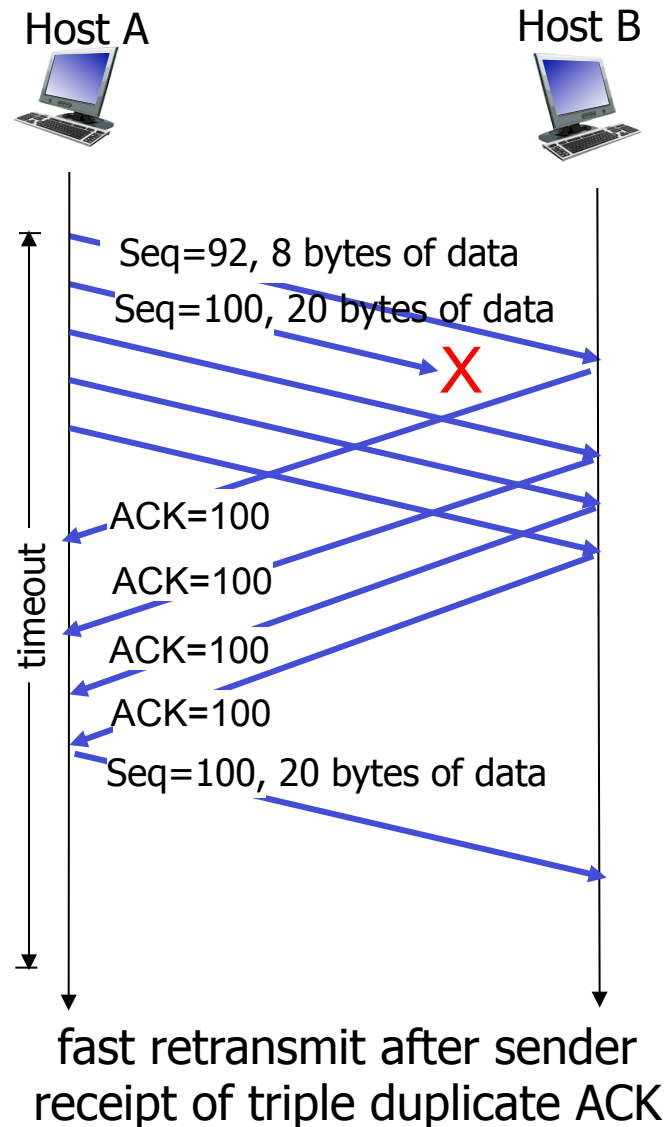 Host A
Host B
Seq=92, 8 bytes of data
Seq=100, 20 bytes of data
X
ACK=100
ACK=100
timeout
ACK=100
ACK=100
Seq=100, 20 bytes of data
fast retransmit after sender
receipt of triple duplicate ACK